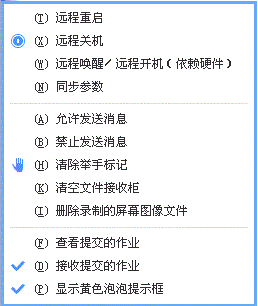 (T) 远程重启
(X) 远程关机
(W) 远程唤醒/远程开机(依赖硬件)
(N) 同步参数
(A) 允许发送消息
(B) 禁止发送消息
(H) 清除举手标记
(K) 清空文件接收柜
(I) 删除录制的屏幕图像文件
(F) 查看提交的作业
(D) 接收提交的作业
(P) 显示黄色泡泡提示框